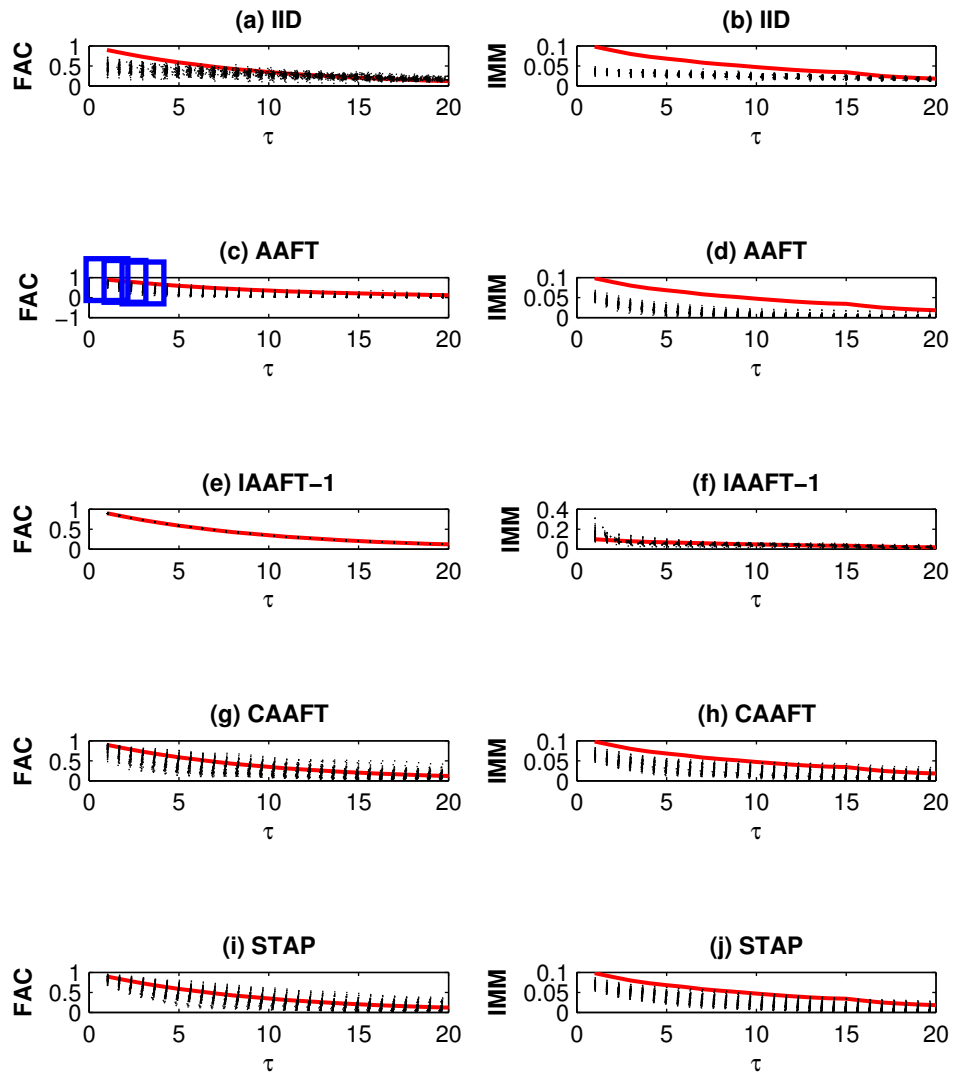 (a) IID
FAC
1
0.5
0
0 5 10 15 20
τ
(b) IID
IMM
0.1
0.05
0
0 5 10 15 20
τ
(c) AAFT
FAC
1
0
−1
0 5 10 15 20
τ
(d) AAFT
IMM
0.1
0.05
0
0 5 10 15 20
τ
(e) IAAFT−1
FAC
1
0.5
0
0 5 10 15 20
τ
(f) IAAFT−1
IMM
0.4
0.2
0
0 5 10 15 20
τ
(g) CAAFT
FAC
1
0.5
0
0 5 10 15 20
τ
(h) CAAFT
IMM
0.1
0.05
0
0 5 10 15 20
τ
(i) STAP
FAC
1
0.5
0
0 5 10 15 20
τ
(j) STAP
IMM
0.1
0.05
0
0 5 10 15 20
τ